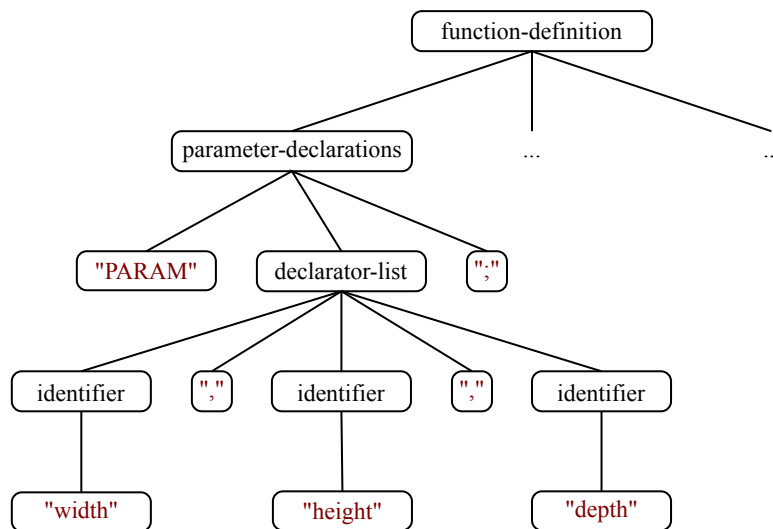 function-definition
parameter-declarations
...
...
"PARAM"
declarator-list
";"
identifier
","
identifier
","
identifier
"width"
"height"
"depth"